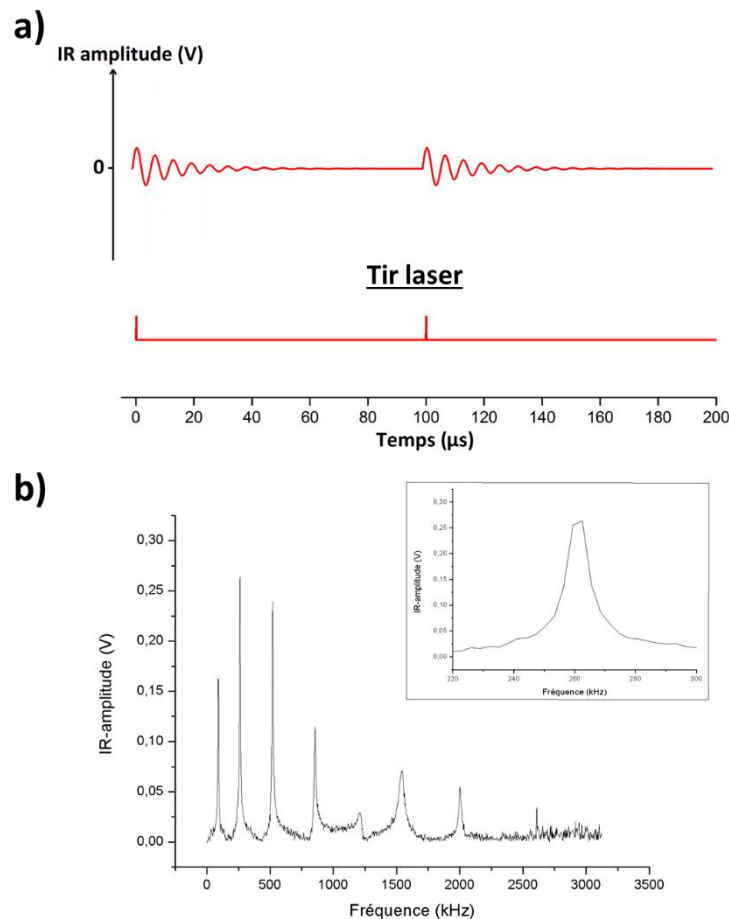 a)
IR amplitude (V)
0
Tir laser
0 20 40 60 80 100 120 140 160 180 200
Temps (µs)
b)
0,30
0,25
0,20
0,15
0,10
0,05
0,00
IR-amplitude (V)
0 500 1000 1500 2000 2500 3000 3500
Fréquence (kHz)
0,30
0,25
0,20
0,15
0,10
0,05
0,00
IR-amplitude (V)
220 240 260 280 300
Fréquence (kHz)